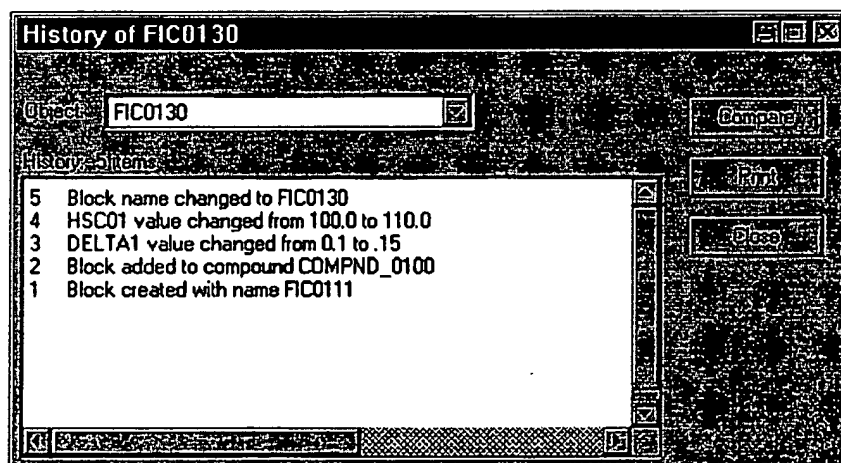 History of FIC0130
Object: FIC0130
Compare
History - 5 items
Print
Close
5 Block name changed to FIC0130
4 HSC01 value changed from 100.0 to 110.0
3 DELTA1 value changed from 0.1 to .15
2 Block added to compound COMPND_0100
1 Block created with name FIC0111